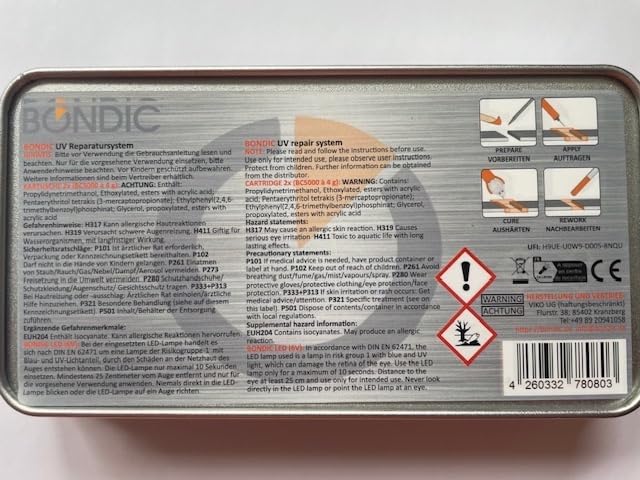 BONDIC
BONDIC UV Reparatursystem
HINWEIS: Bitte vor Verwendung die Gebrauchsanleitung lesen und
beachten. Nur für die vorgesehene Verwendung einsetzen, bitte
Anwenderhinweise beachten. Vor Kindern geschützt aufbewahren.
Weitere Informationen sind beim Vertreiber erhältlich.
KARTUSCHE 2x (BC5000 à 4 g): ACHTUNG: Enthält:
Propylidynetrimethanol, Ethoxylated, esters with acrylic acid;
Pentaerythritol tetrakis (3-mercaptopropionate);
Ethylphenyl(2,4,6-
trimethylbenzoyl)phosphinat; Glycerol, propoxylated, esters with
acrylic acid
Gefahrenhinweise: H317 Kann allergische Hautreaktionen
verursachen H319 Verursacht schwere Augenreizung. H411 Giftig für
Wasserorganismen, mit langfristiger Wirkung.
Sicherheitsratschläge: P101 Ist ärztlicher Rat erforderlich,
Verpackung oder Kennzeichnungsetikett bereithalten. P102
Darf nicht in die Hände von Kindern gelangen. P261 Einatmen
von Staub/Rauch/Gas/Nebel/Dampf/Aerosol vermeiden. P273
Freisetzung in die Umwelt vermeiden. P280 Schutzhandschuhe/
Schutzkleidung/Augenschutz/Gesichtsschutz tragen. P333+P313
Bei Hautreizung oder -ausschlag: Ärztlichen Rat einholen/ärztliche
Hilfe hinzuziehen. P321 Besondere Behandlung (siehe auf diesem
Kennzeichnungsetikett). P501 Inhalt/Behälter der Entsorgung
zuführen.
Ergänzende Gefahrenmerkmale:
EUH204 Enthält Isocyanate. Kann allergische Reaktionen hervorrufen.
BONDIC LED (6V): Bei der eingesetzten LED-Lampe handelt es
sich nach DIN EN 62471 um eine Lampe der Risikogruppe 1 mit
Blau- und UV-Lichtanteil, durch den Schäden an der Netzhaut des
Auges entstehen können. Die LED-Lampe nur maximal 10 Sekunden
einsetzen. Mindestens 25 Zentimeter vom Auge entfernt und nur für
die vorgesehene Anwendung anwenden. Niemals direkt in die LED-
Lampe blicken oder die LED-Lampe auf ein Auge richten.
BONDIC UV repair system
NOTE: Please read and follow the instructions before use.
Use only for intended use, please observe user instructions.
Protect from children. Further information can be obtained
from the distributor.
CARTRIDGE 2x (BC5000 à 4 g): WARNING: Contains:
Propylidynetrimethanol, Ethoxylated, esters with acrylic acid;
Pentaerythritol tetrakis (3-mercaptopropionate);
Ethylphenyl(2,4,6-trimethylbenzoyl)phosphinat; Glycerol,
propoxylated, esters with acrylic acid
Hazard statements:
H317 May cause an allergic skin reaction. H319 Causes
serious eye irritation. H411 Toxic to aquatic life with long
lasting effects.
Precautionary statements:
P101 If medical advice is needed, have product container or
label at hand. P102 Keep out of reach of children. P261 Avoid
breathing dust/fume/gas/mist/vapours/spray. P280 Wear
protective gloves/protective clothing/eye protection/face
protection. P333+P313 If skin irritation or rash occurs: Get
medical advice/attention. P321 Specific treatment (see on
this label). P501 Dispose of contents/container in accordance
with local regulations.
Supplemental hazard information:
EUH204 Contains isocyanates. May produce an allergic
reaction.
BONDIC LED (6V): In accordance with DIN EN 62471, the
LED lamp used is a lamp in risk group 1 with blue and UV
light, which can damage the retina of the eye. Use the LED
lamp only for a maximum of 10 seconds. Distance to the
eye at least 25 cm and use only for intended use. Never look
directly in the LED lamp or point the LED lamp at an eye.
PREPARE
VORBEREITEN
APPLY
AUFTRAGEN
CURE
AUSHÄRTEN
REWORK
NACHBEARBEITEN
UFI: H9UE-U0W9-D005-8NQU
CE
WARNING
ACHTUNG
HERSTELLUNG UND VERTRIEB:
VIKO UG (haftungsbeschränkt)
Flurstr. 38; 85402 Kranzberg
Tel:+49 89 20941058
4 260332 780803